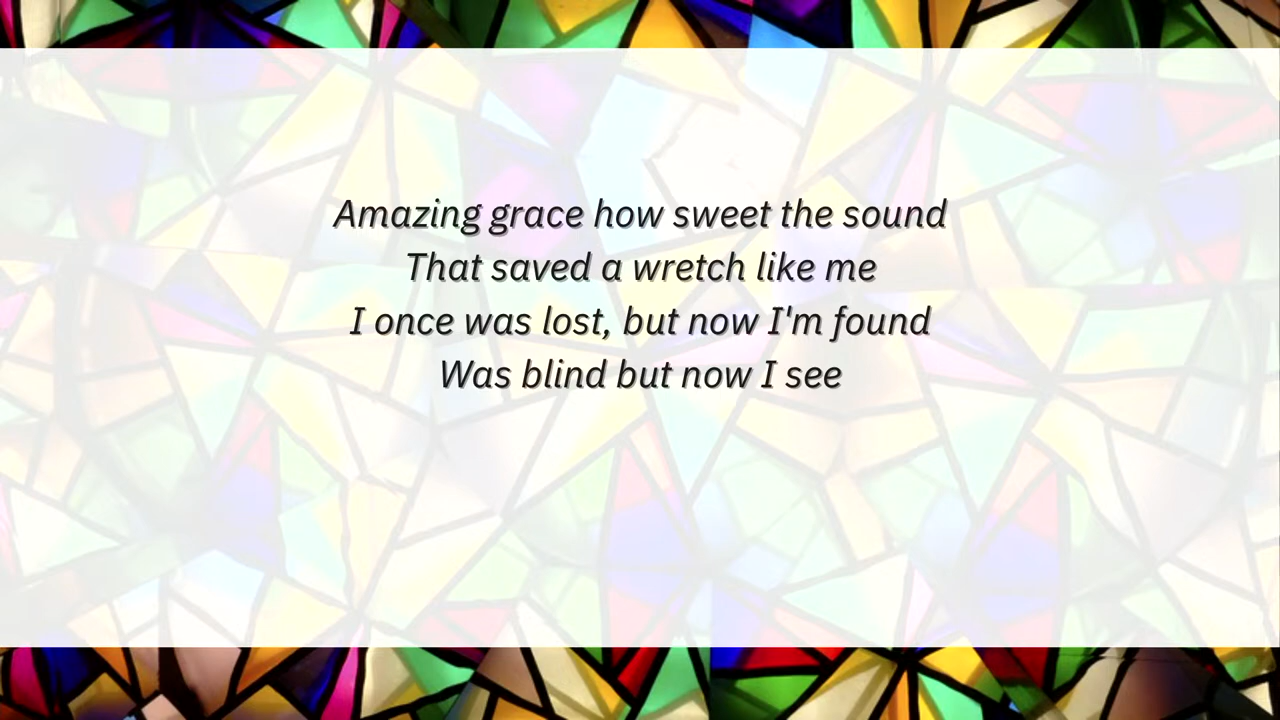 Amazing grace how sweet the sound
That saved a wretch like me
I once was lost, but now I'm found
Was blind but now I see